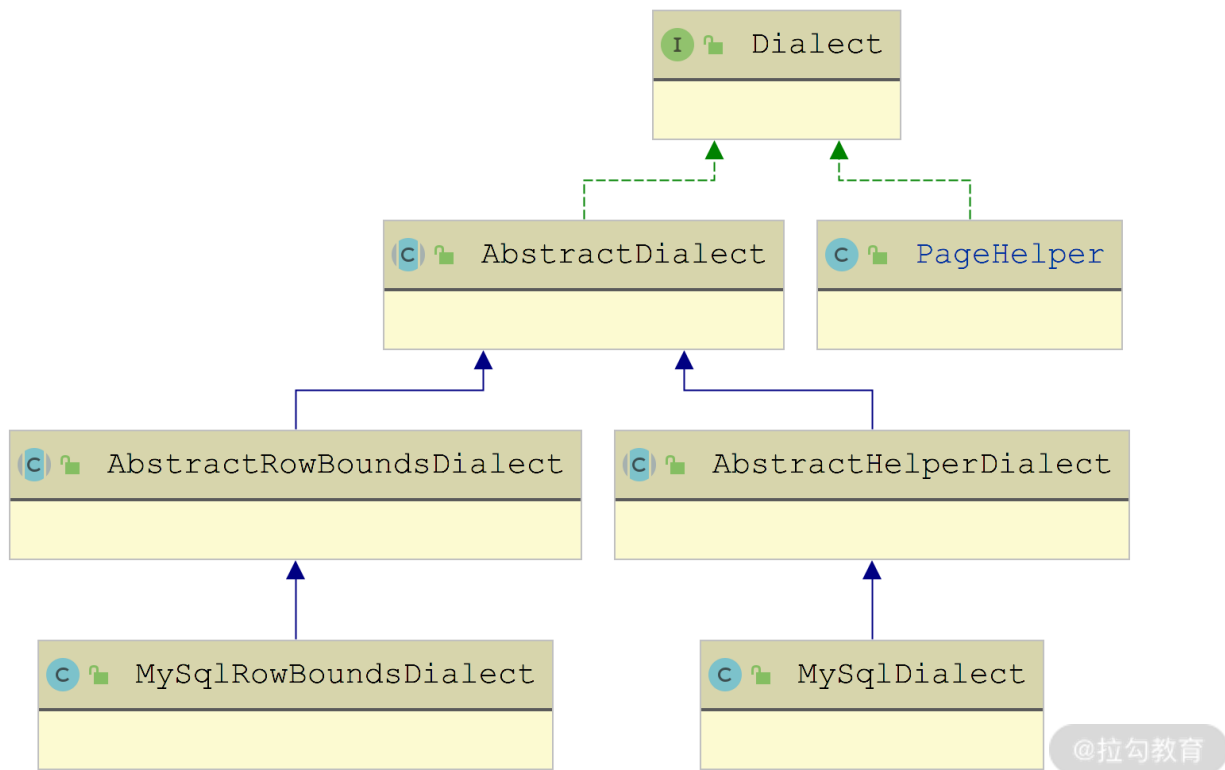 I Dialect
C AbstractDialect
C PageHelper
C AbstractRowBoundsDialect
C AbstractHelperDialect
C MySqlRowBoundsDialect
C MySqlDialect
@拉勾教育